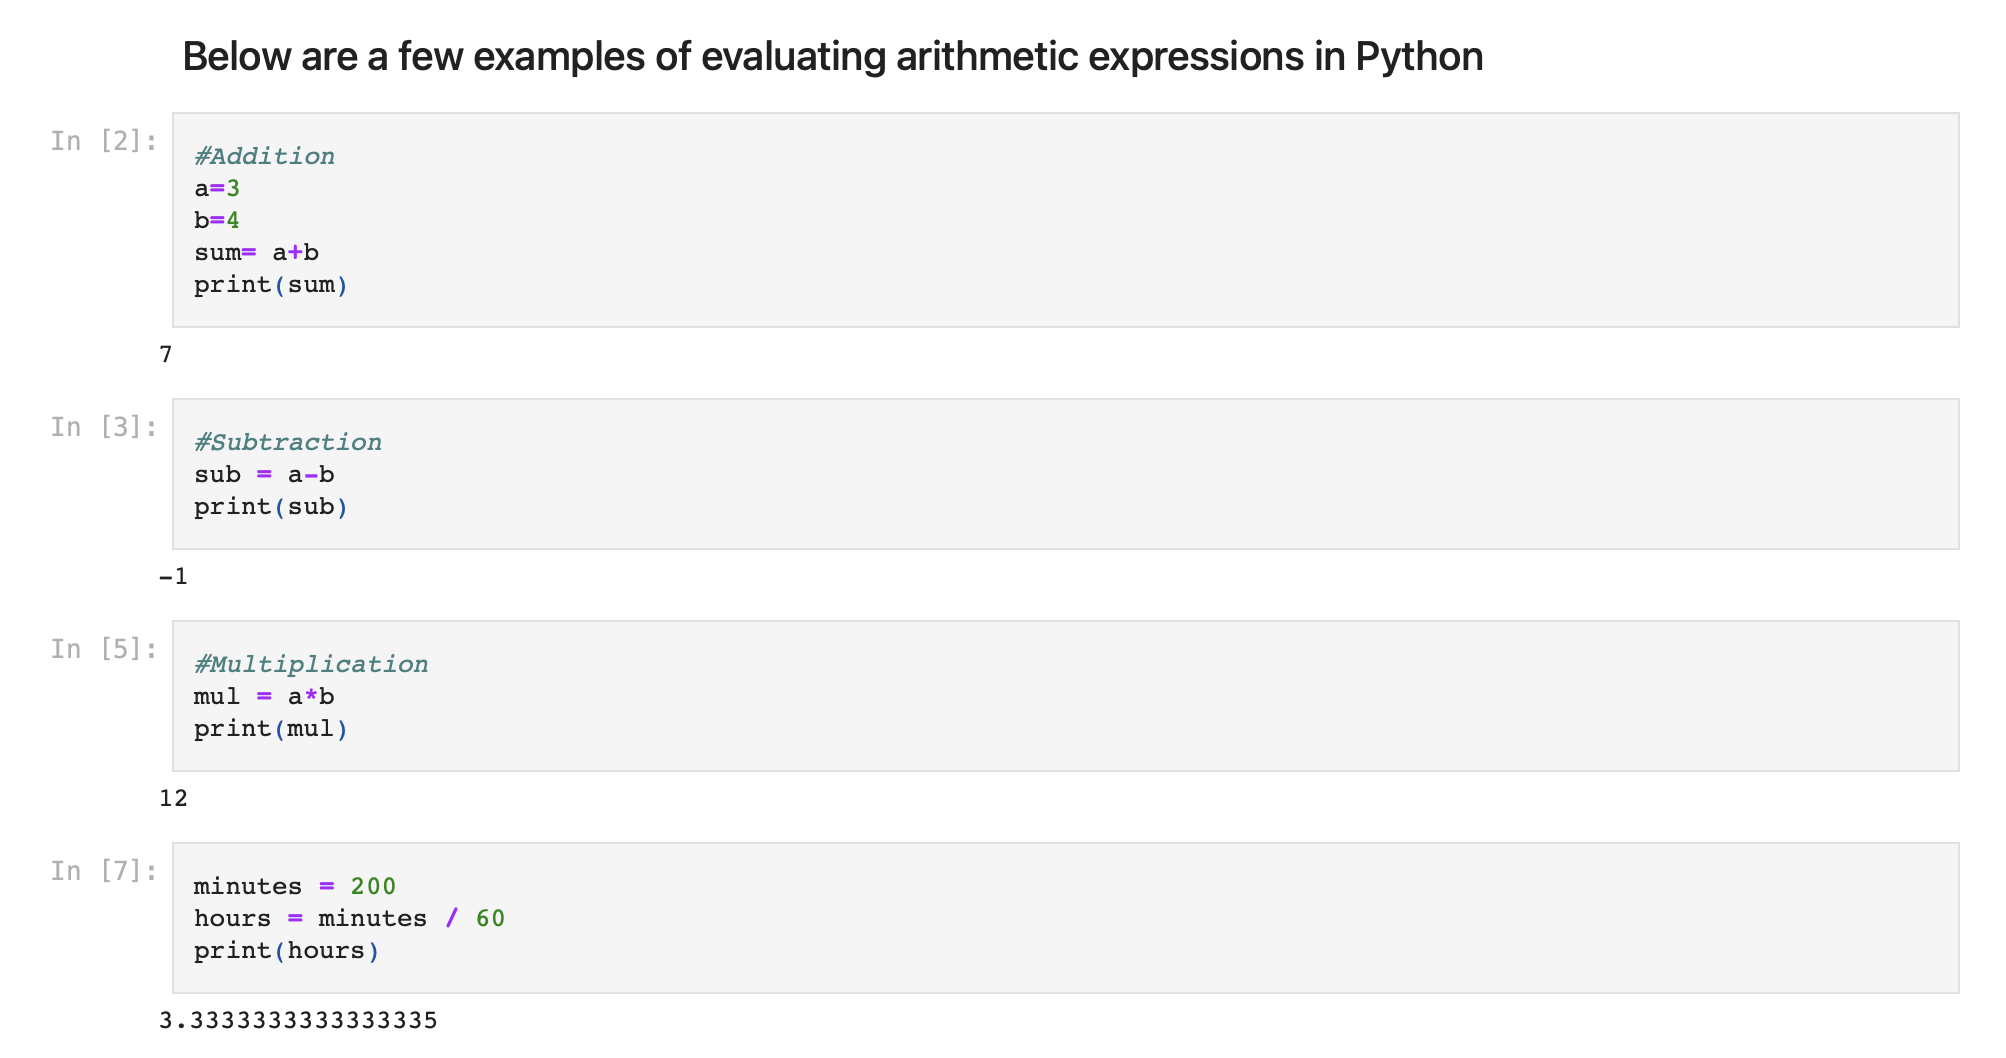 Below are a few examples of evaluating arithmetic expressions in Python
In [2]:
#Addition
a=3
b=4
sum= a+b
print(sum)
7
In [3]:
#Subtraction
sub = a-b
print(sub)
-1
In [5]:
#Multiplication
mul = a*b
print(mul)
12
In [7]:
minutes = 200
hours = minutes / 60
print(hours)
3.3333333333333335